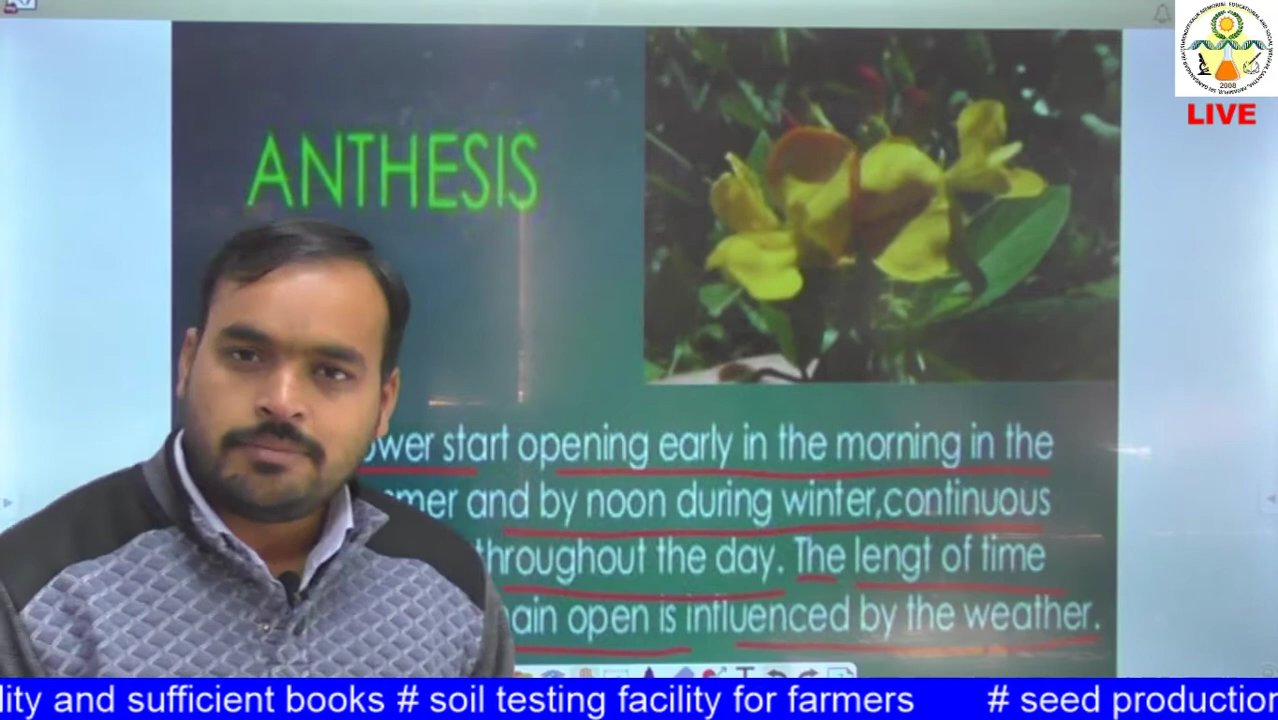 2008
LIVE
ANTHESIS
ower start opening early in the morning in the
mer and by noon during winter,continuous
throughout the day. The lengt of time
ain open is influenced by the weather.
lity and sufficient books # soil testing facility for farmers # seed production